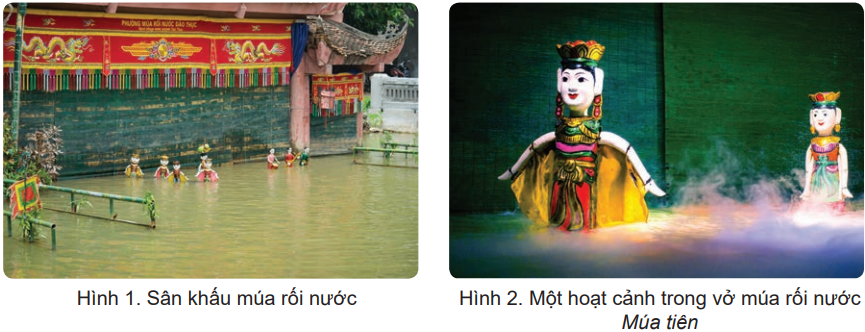 PHƯỜNG MÚA RỐI NƯỚC ĐÀO THỤC
Hình 1. Sân khấu múa rối nước
Hình 2. Một hoạt cảnh trong vở múa rối nước
Múa tiên